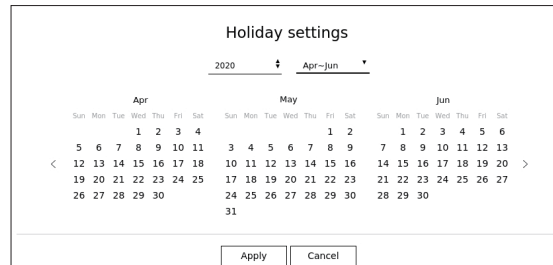 Holiday settings
2020 Apr~Jun
Apr May Jun
Sun Mon Tue Wed Thu Fri Sat Sun Mon Tue Wed Thu Fri Sat Sun Mon Tue Wed Thu Fri Sat
1 2 3 4 1 2 1 2 3 4 5 6
5 6 7 8 9 10 11 3 4 5 6 7 8 9 7 8 9 10 11 12 13
12 13 14 15 16 17 18 10 11 12 13 14 15 16 14 15 16 17 18 19 20
19 20 21 22 23 24 25 17 18 19 20 21 22 23 21 22 23 24 25 26 27
26 27 28 29 30 24 25 26 27 28 29 30 28 29 30
31
Apply Cancel